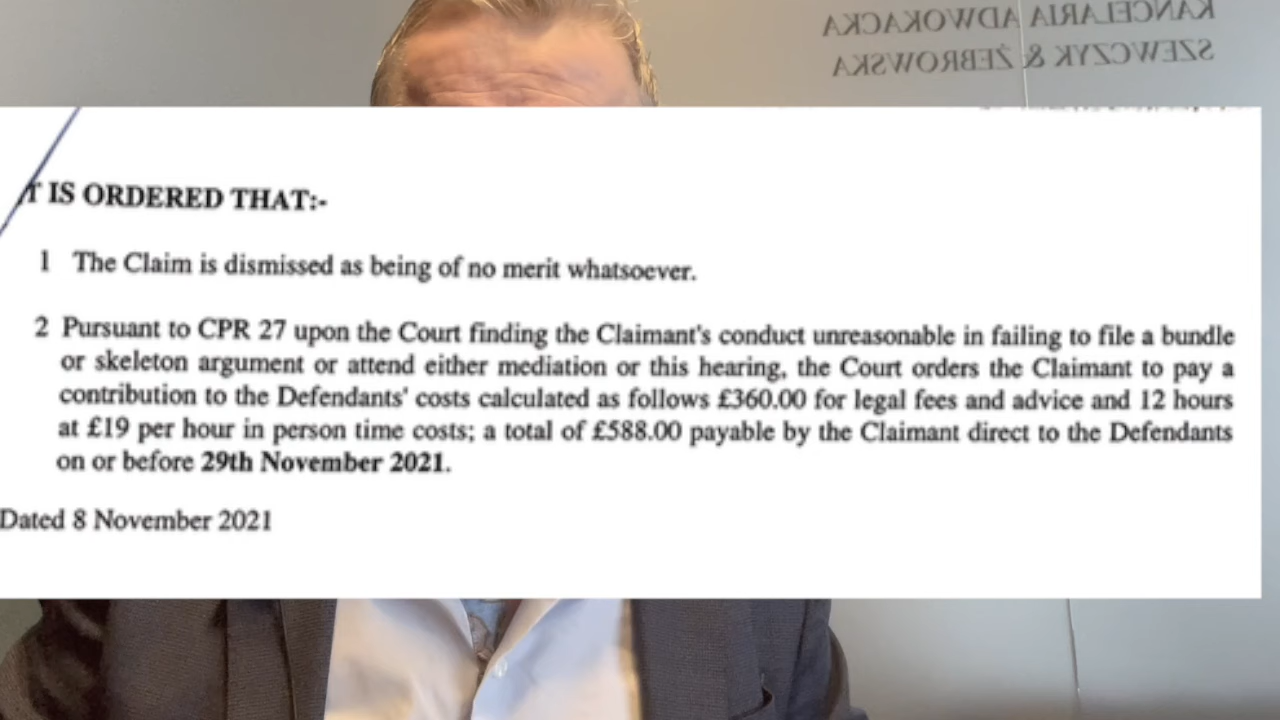 KANCELARIA ADWOKACKA
SZEWCZYK & ŻEBROWSKA
IS ORDERED THAT:-
1 The Claim is dismissed as being of no merit whatsoever.
2 Pursuant to CPR 27 upon the Court finding the Claimant's conduct unreasonable in failing to file a bundle
or skeleton argument or attend either mediation or this hearing, the Court orders the Claimant to pay a
contribution to the Defendants' costs calculated as follows £360.00 for legal fees and advice and 12 hours
at £19 per hour in person time costs; a total of £588.00 payable by the Claimant direct to the Defendants
on or before 29th November 2021.
Dated 8 November 2021